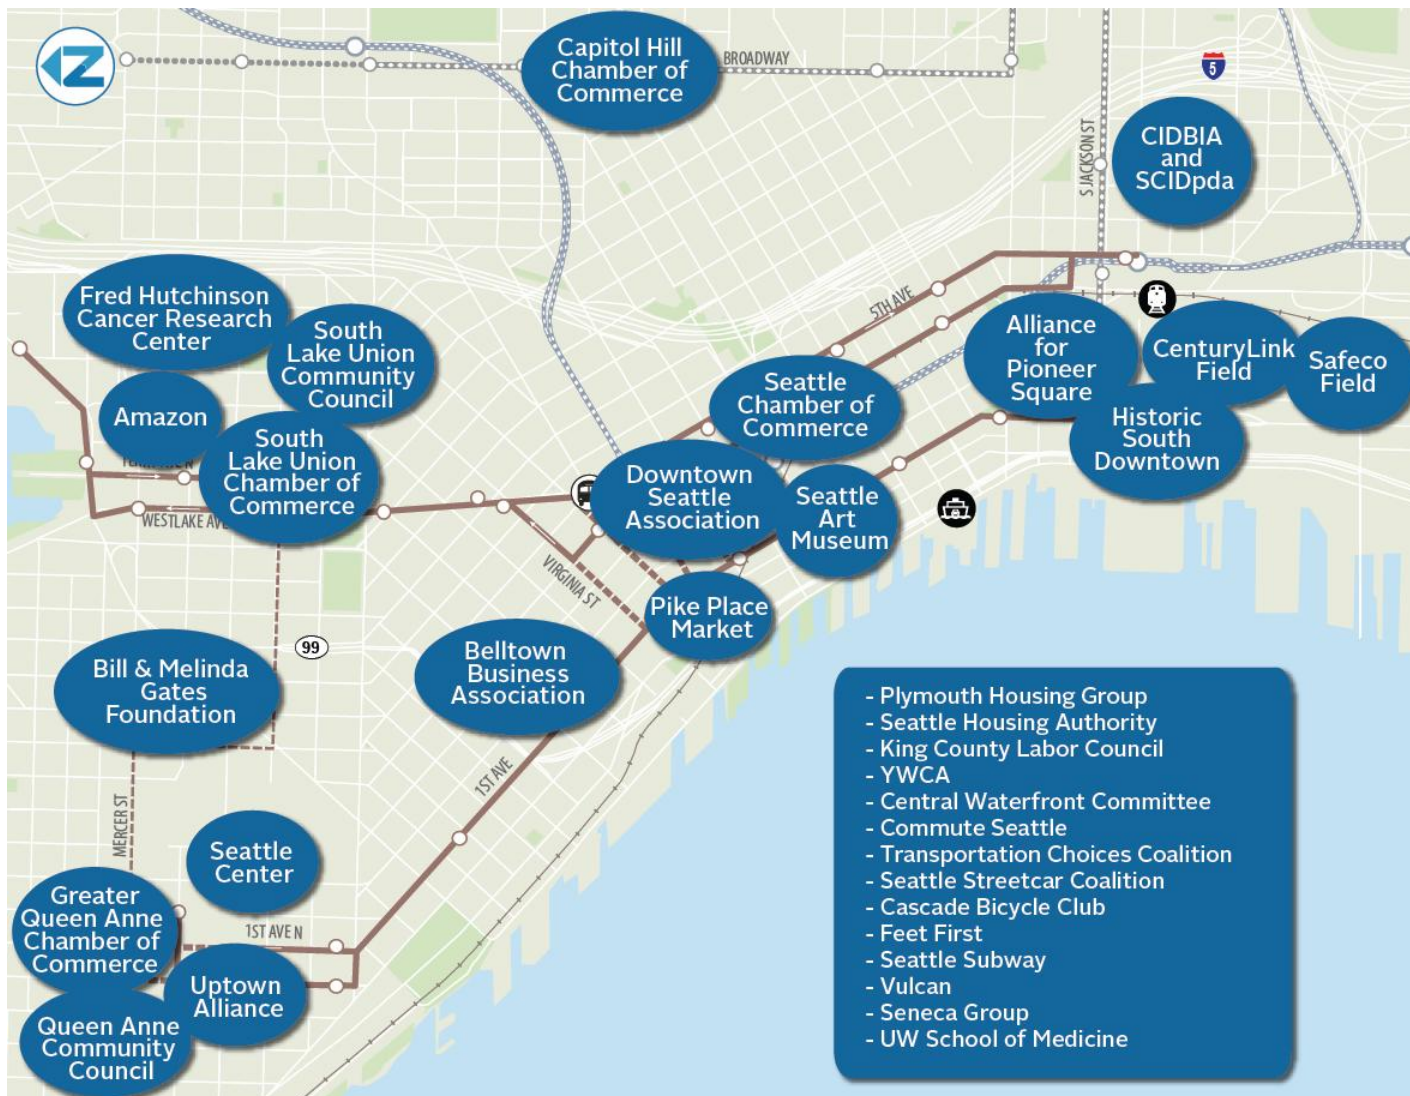 Z
Capitol Hill
Chamber of
Commerce
BROADWAY
5
S JACKSON ST
CIDBIA
and
SCIDpda
Fred Hutchinson
Cancer Research
Center
South
Lake Union
Community
Council
5TH AVE
Alliance
for
Pioneer
Square
CenturyLink
Field
Safeco
Field
Amazon
South
Lake Union
Chamber of
Commerce
WESTLAKE AVE
Seattle
Chamber of
Commerce
Historic
South
Downtown
Downtown
Seattle
Association
Seattle
Art
Museum
VIRGINIA ST
Pike Place
Market
99
Bill & Melinda
Gates
Foundation
Belltown
Business
Association
1ST AVE
MERCER ST
Seattle
Center
Greater
Queen Anne
Chamber of
Commerce
1ST AVE N
Uptown
Alliance
Queen Anne
Community
Council
- Plymouth Housing Group
- Seattle Housing Authority
- King County Labor Council
- YWCA
- Central Waterfront Committee
- Commute Seattle
- Transportation Choices Coalition
- Seattle Streetcar Coalition
- Cascade Bicycle Club
- Feet First
- Seattle Subway
- Vulcan
- Seneca Group
- UW School of Medicine